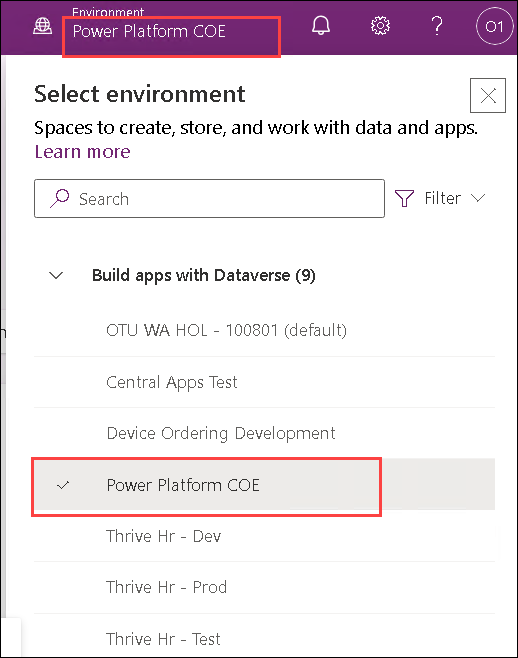 Environment
Power Platform COE
?
O1
Select environment
Spaces to create, store, and work with data and apps.
Learn more
Search
Filter
Build apps with Dataverse (9)
OTU WA HOL - 100801 (default)
Central Apps Test
Device Ordering Development
Power Platform COE
Thrive Hr - Dev
Thrive Hr - Prod
Thrive Hr - Test